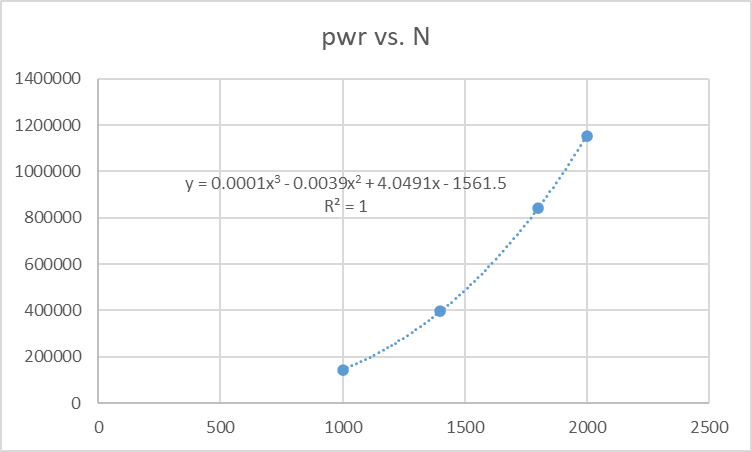 pwr vs. N
1400000
1200000
1000000
800000
600000
400000
200000
0
y = 0.0001x³ - 0.0039x² + 4.0491x - 1561.5
R² = 1
0 500 1000 1500 2000 2500